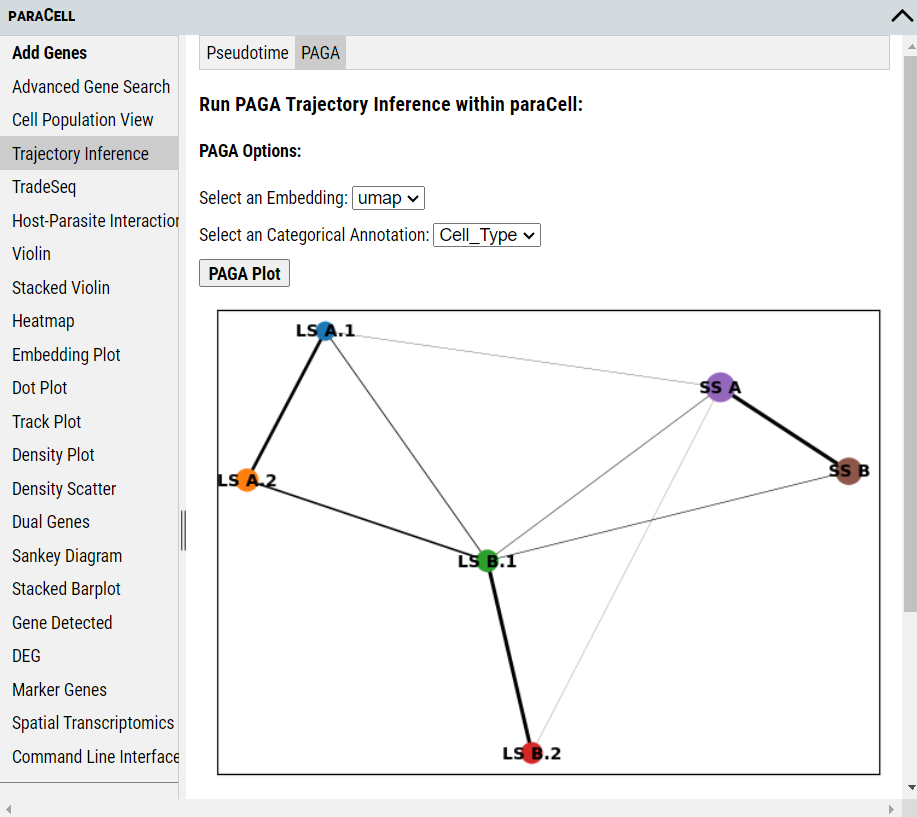 PARACELL
Add Genes
Advanced Gene Search
Cell Population View
Trajectory Inference
TradeSeq
Host-Parasite Interaction
Violin
Stacked Violin
Heatmap
Embedding Plot
Dot Plot
Track Plot
Density Plot
Density Scatter
Dual Genes
Sankey Diagram
Stacked Barplot
Gene Detected
DEG
Marker Genes
Spatial Transcriptomics
Command Line Interface
Pseudotime PAGA
Run PAGA Trajectory Inference within paraCell:
PAGA Options:
Select an Embedding: umap
Select an Categorical Annotation: Cell_Type
PAGA Plot
LS A.1
SS A
SS B
LS A.2
LS B.1
LS B.2